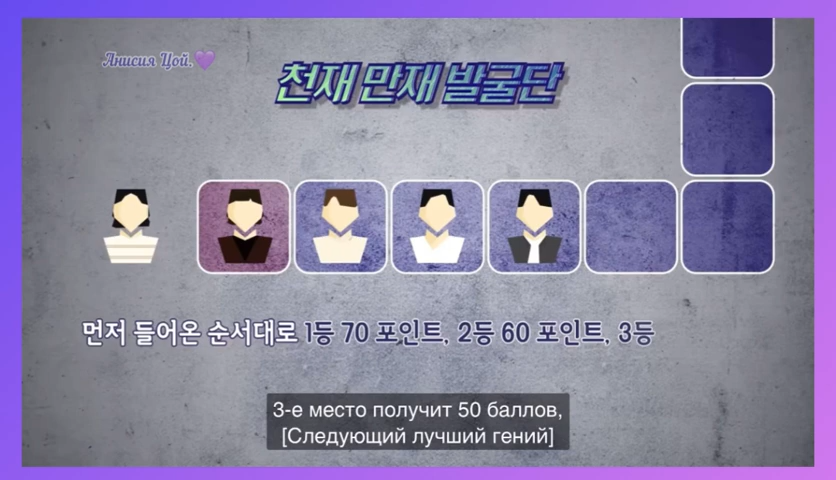 Анисия Цой.💜
천재 만재 발굴단
먼저 들어온 순서대로 1등 70 포인트, 2등 60 포인트, 3등
3-е место получит 50 баллов,
[Следующий лучший гений]